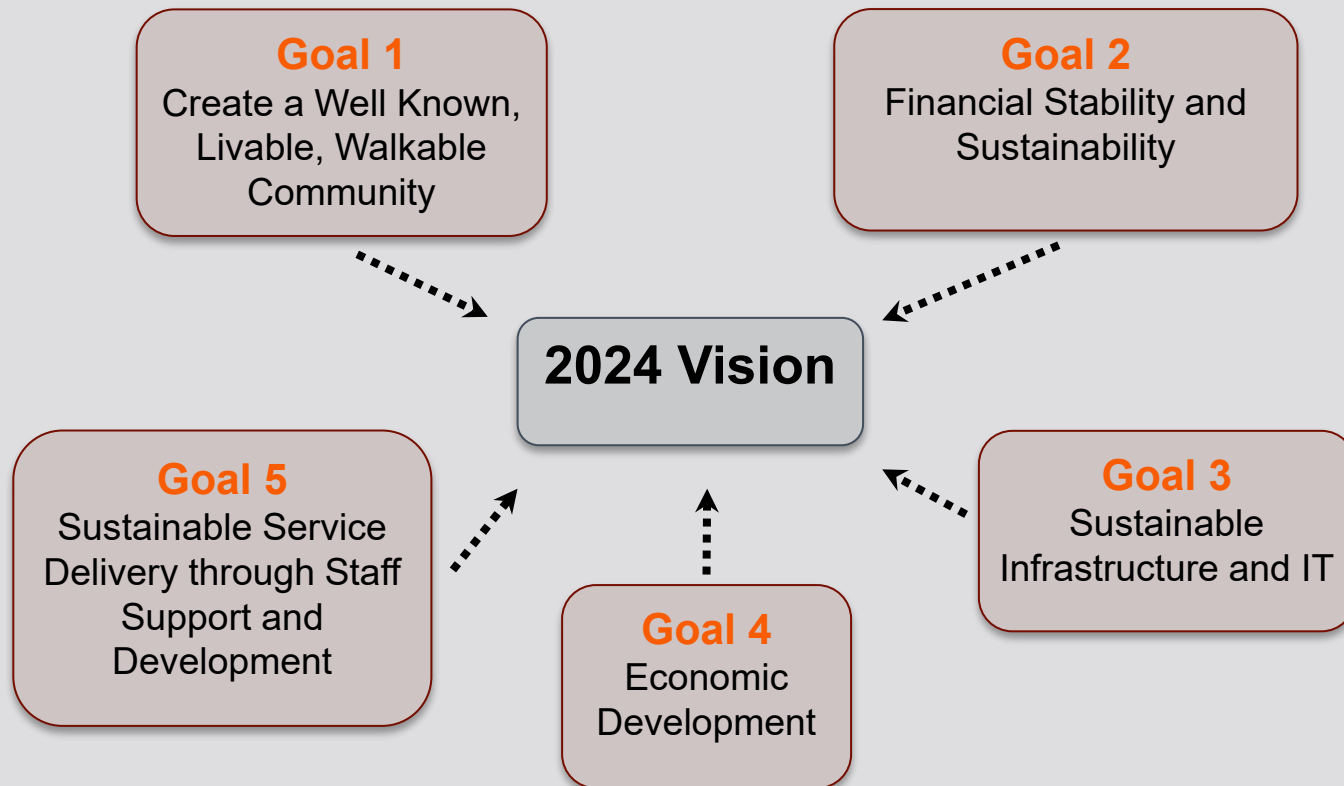 Goal 1
Create a Well Known,
Livable, Walkable
Community
Goal 2
Financial Stability and
Sustainability
2024 Vision
Goal 5
Sustainable Service
Delivery through Staff
Support and
Development
Goal 4
Economic
Development
Goal 3
Sustainable
Infrastructure and IT